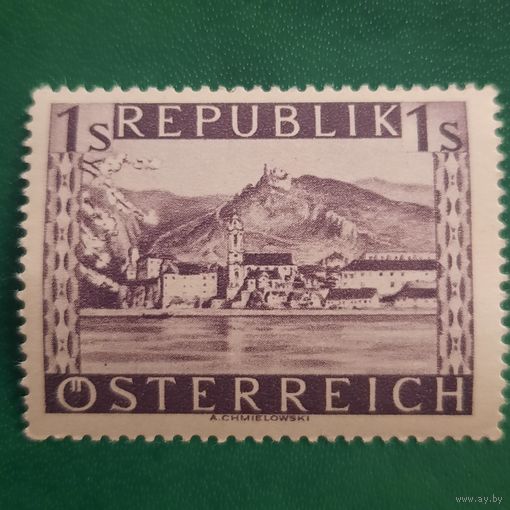 1S REPUBLIK 1S
ÖSTERREICH
A.CHMIELOWSKI
www.ay.by